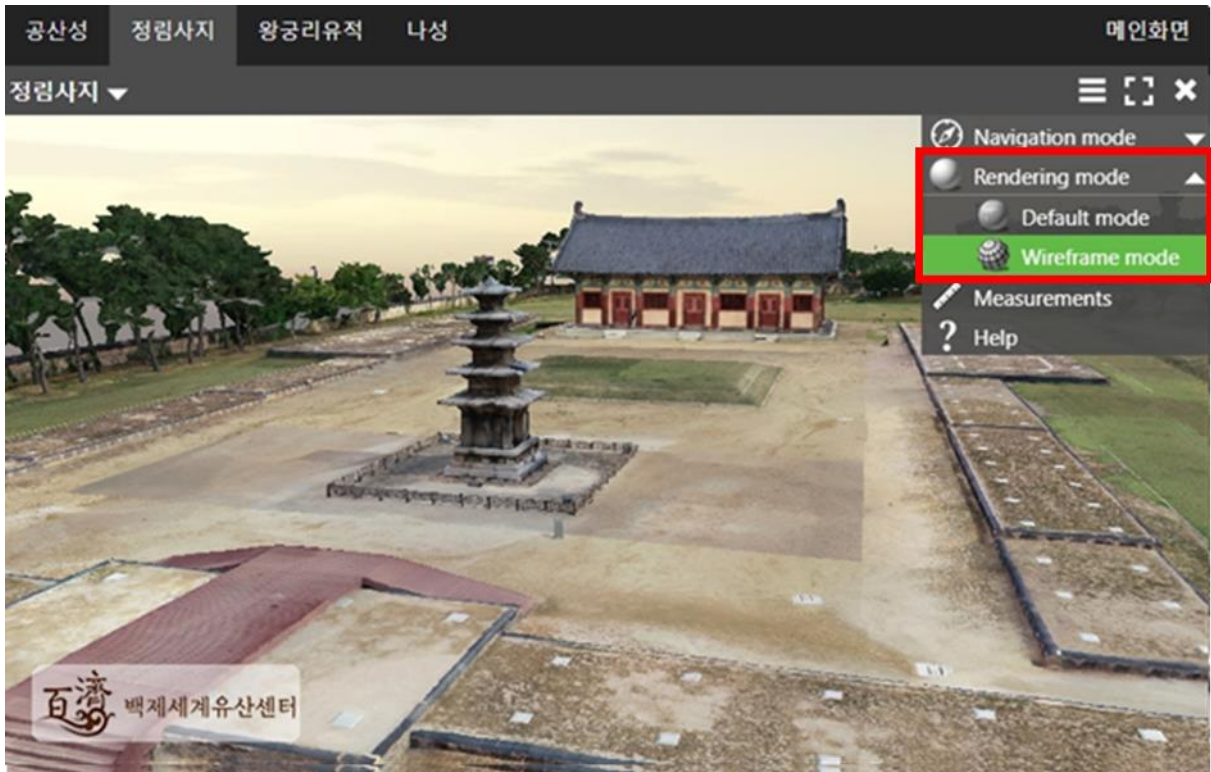 공산성 정림사지 왕궁리유적 나성 메인화면
정림사지
Navigation mode
Rendering mode
Default mode
Wireframe mode
Measurements
? Help
百濟 백제세계유산센터